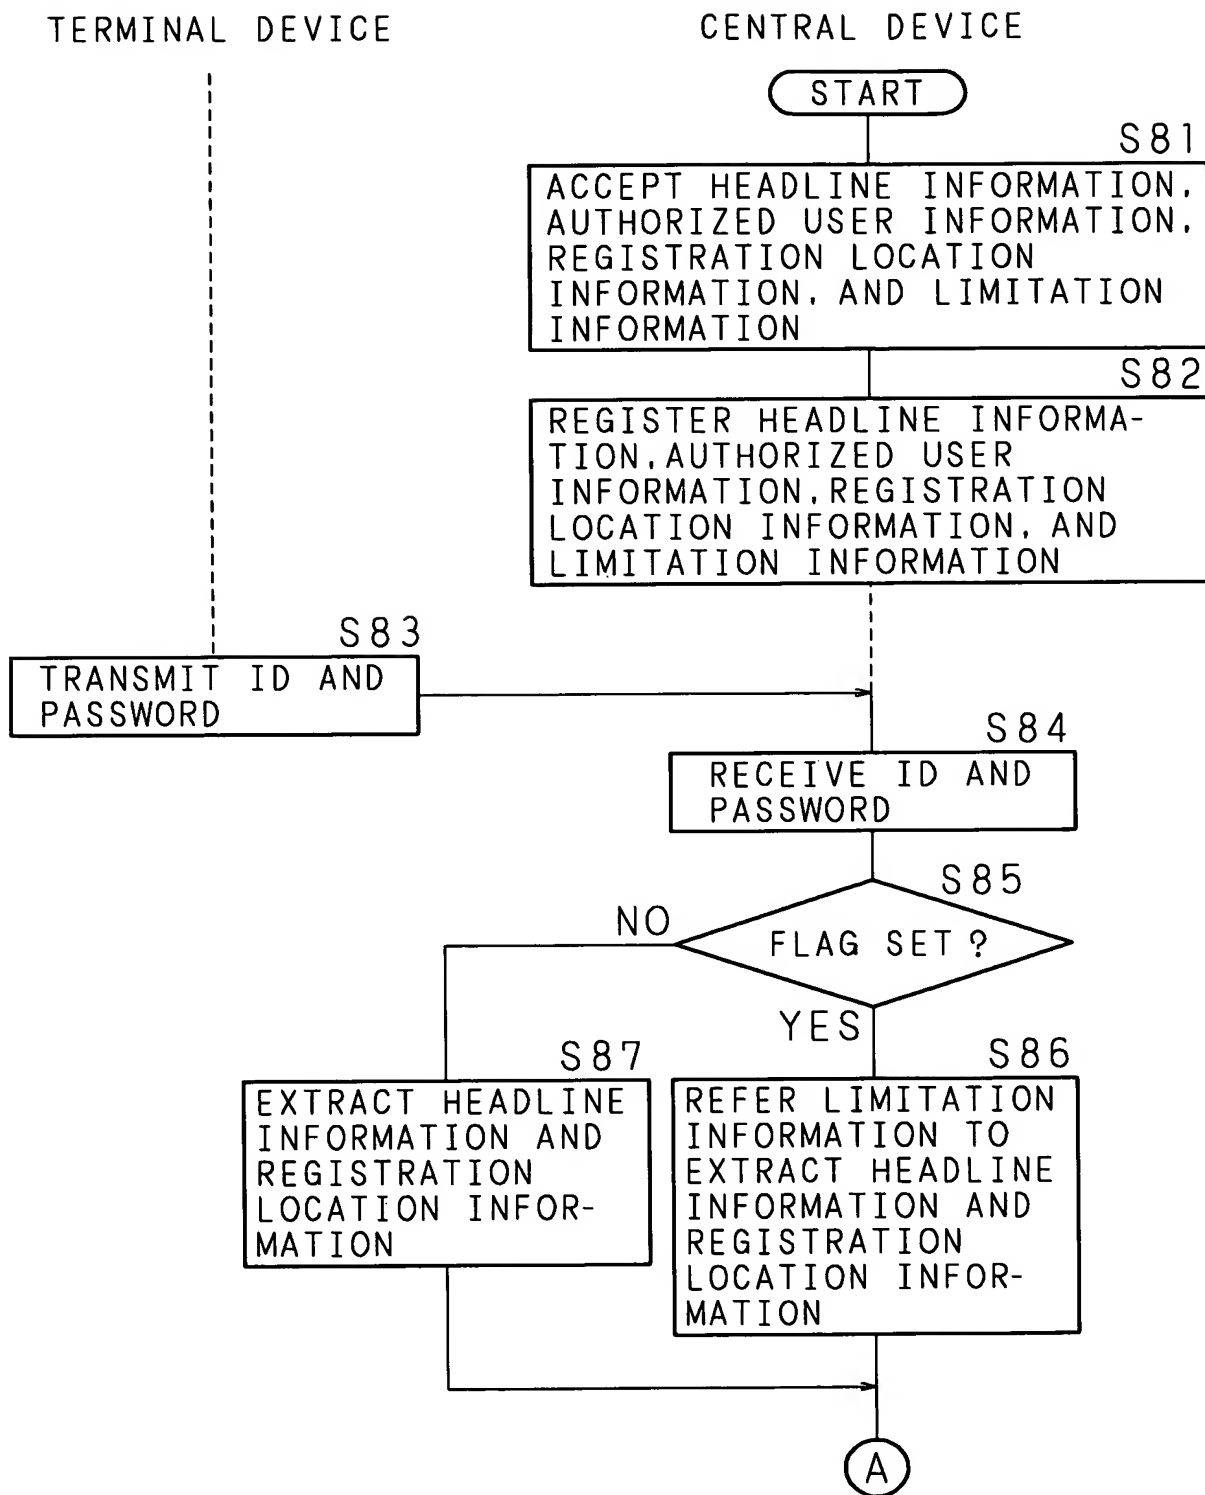 TERMINAL DEVICE
CENTRAL DEVICE
START
S81
ACCEPT HEADLINE INFORMATION,
AUTHORIZED USER INFORMATION,
REGISTRATION LOCATION
INFORMATION, AND LIMITATION
INFORMATION
S82
REGISTER HEADLINE INFORMA-
TION, AUTHORIZED USER
INFORMATION, REGISTRATION
LOCATION INFORMATION, AND
LIMITATION INFORMATION
S83
TRANSMIT ID AND
PASSWORD
S84
RECEIVE ID AND
PASSWORD
S85
FLAG SET?
NO
YES
S87
EXTRACT HEADLINE
INFORMATION AND
REGISTRATION
LOCATION INFOR-
MATION
S86
REFER LIMITATION
INFORMATION TO
EXTRACT HEADLINE
INFORMATION AND
REGISTRATION
LOCATION INFOR-
MATION
A